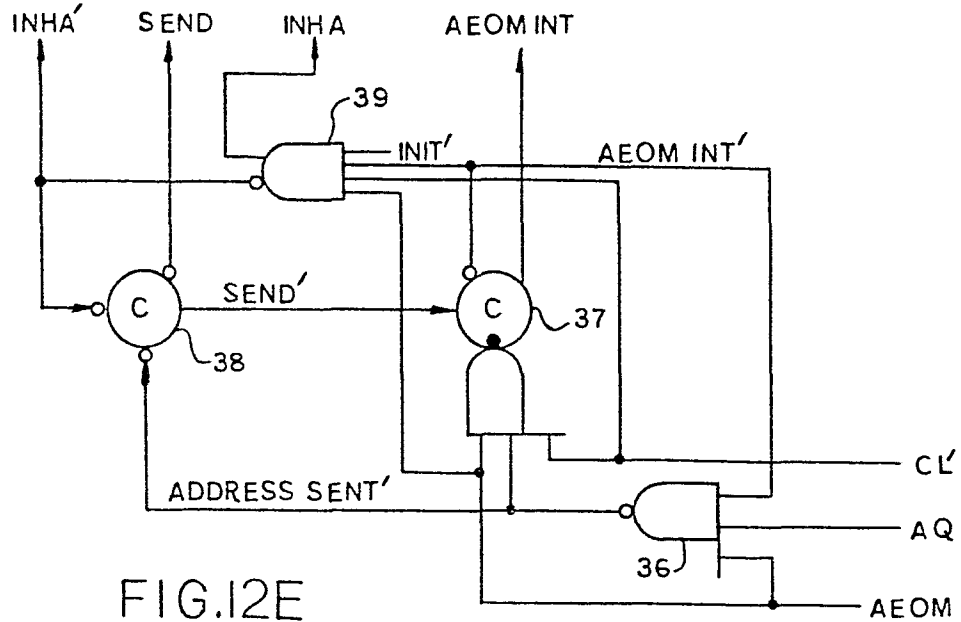 INHA′ SEND INHA AEOM INT
39
INIT′ AEOM INT′
C SEND′ C 37
38
CL′
ADDRESS SENT′
AQ
36
AEOM
FIG.12E